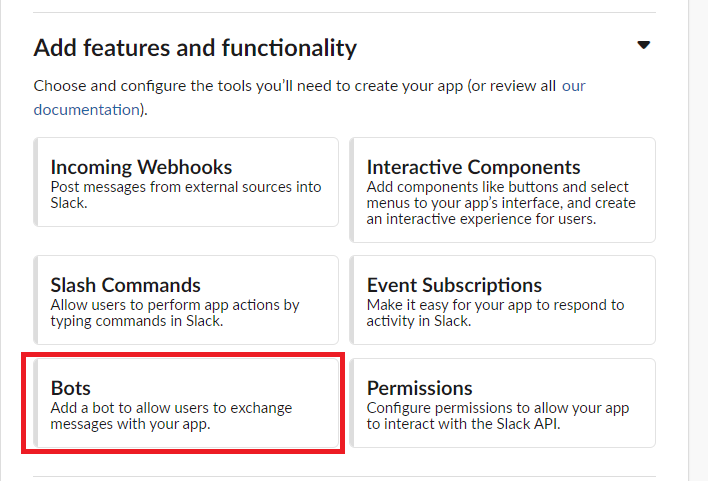 Add features and functionality
Choose and configure the tools you’ll need to create your app (or review all our
documentation).
Incoming Webhooks
Post messages from external sources into
Slack.
Interactive Components
Add components like buttons and select
menus to your app’s interface, and create
an interactive experience for users.
Slash Commands
Allow users to perform app actions by
typing commands in Slack.
Event Subscriptions
Make it easy for your app to respond to
activity in Slack.
Bots
Add a bot to allow users to exchange
messages with your app.
Permissions
Configure permissions to allow your app
to interact with the Slack API.